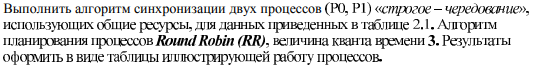 Выполнить алгоритм синхронизации двух процессов (P0, P1) «строгое – чередование»,
использующих общие ресурсы, для данных приведенных в таблице 2.1. Алгоритм
планирования процессов Round Robin (RR), величина кванта времени 3. Результаты
оформить в виде таблицы иллюстрирующей работу процессов.